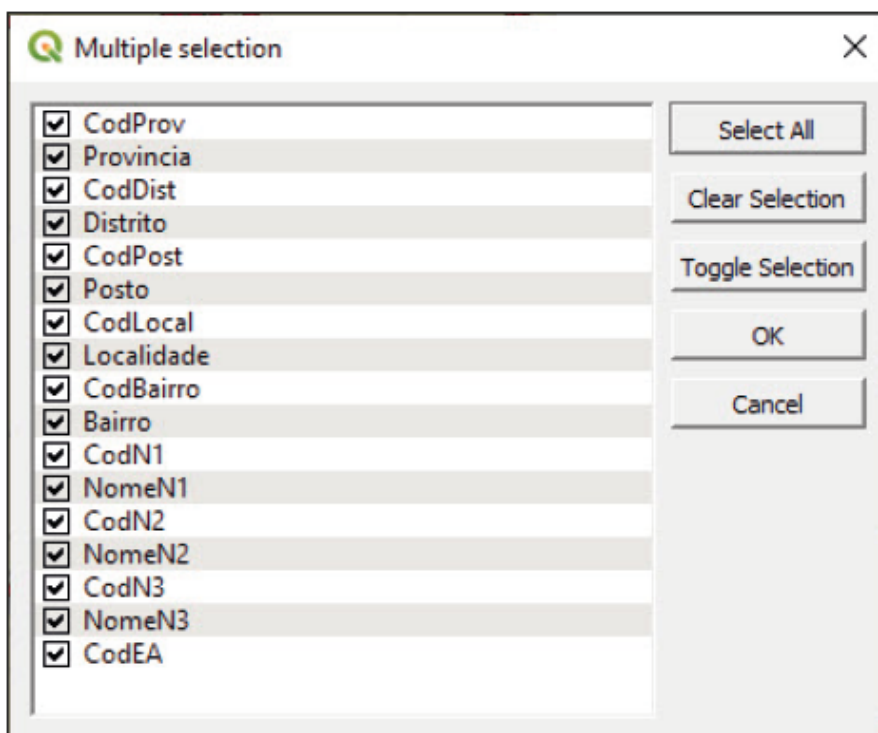 Multiple selection
CodProv
Provincia
CodDist
Distrito
CodPost
Posto
CodLocal
Localidade
CodBairro
Bairro
CodN1
NomeN1
CodN2
NomeN2
CodN3
NomeN3
CodEA
Select All
Clear Selection
Toggle Selection
OK
Cancel